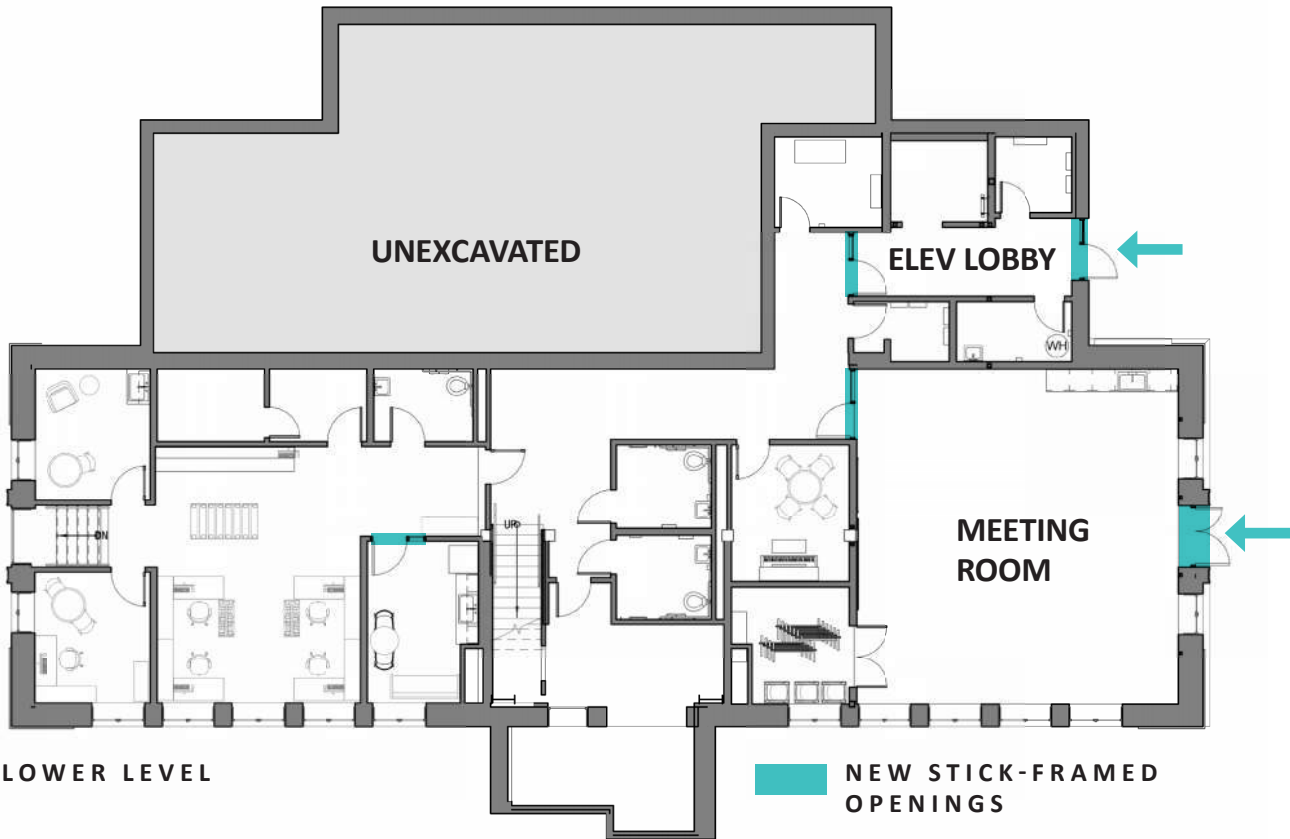 UNEXCAVATED
ELEV LOBBY
WH
DN
UP
MEETING
ROOM
LOWER LEVEL
NEW STICK-FRAMED
OPENINGS